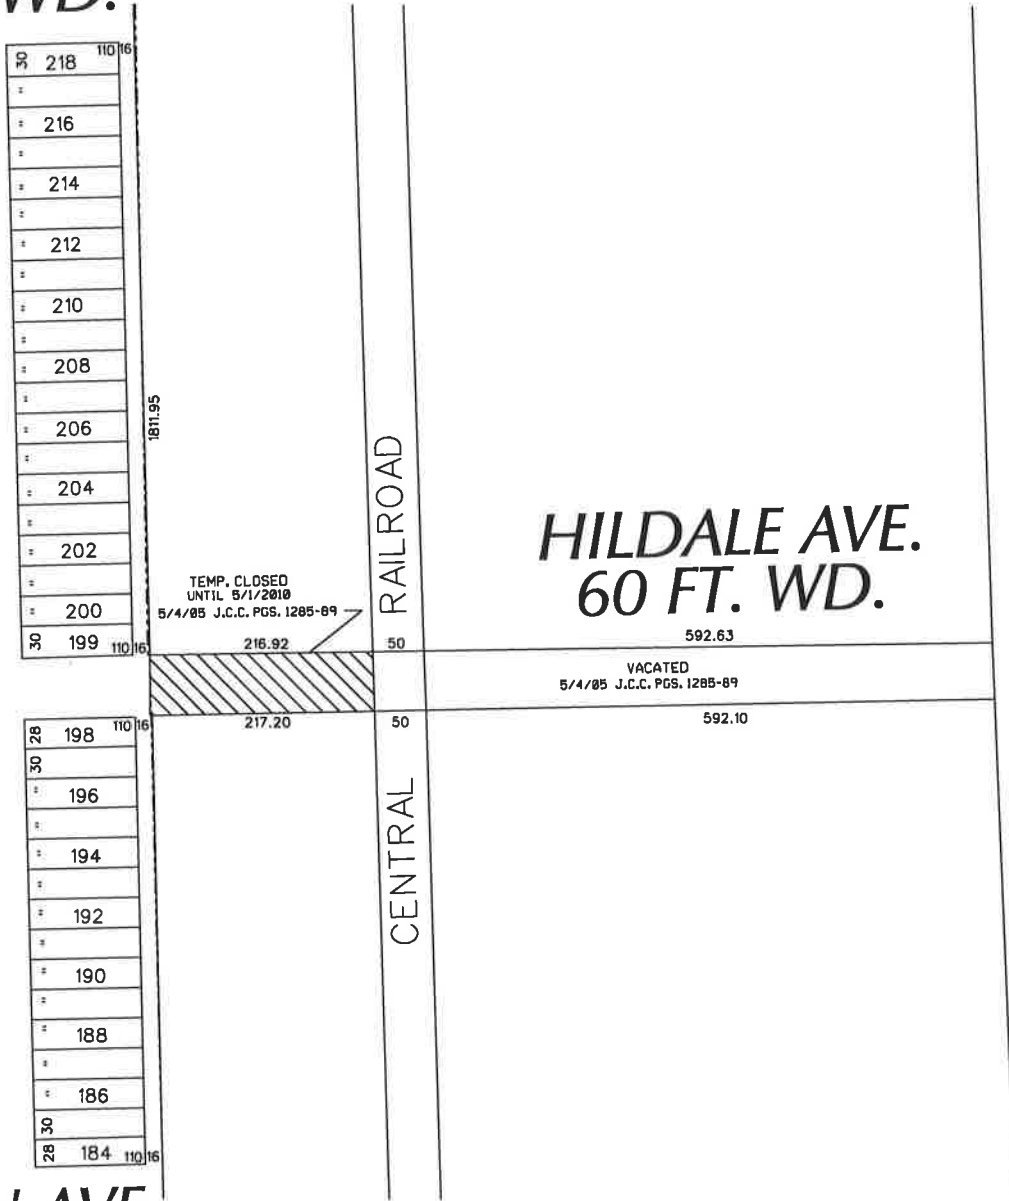 WD.
30 218 110 16
"
" 216
"
" 214
"
" 212
"
" 210
"
" 208
"
" 206
"
" 204
"
" 202
"
" 200
30 199 110 16
1811.95
RAILROAD
HILDALE AVE.
60 FT. WD.
TEMP. CLOSED
UNTIL 5/1/2010
5/4/05 J.C.C. PGS. 1285-89
216.92
50
592.63
VACATED
5/4/05 J.C.C. PGS. 1285-89
217.20
50
592.10
28 198 110 16
30
" 196
"
" 194
"
" 192
"
" 190
"
" 188
"
" 186
30
28 184 110 16
CENTRAL
AVE